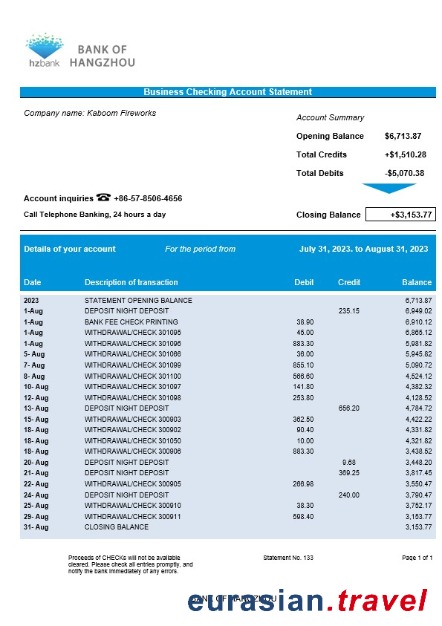 BANK OF
HANGZHOU
hzbank
Business Checking Account Statement
Company name: Kaboom Fireworks
Account Summary
Opening Balance $6,713.87
Total Credits +$1,510.28
Total Debits -$5,070.38
Account inquiries ☎ +86-57-8506-4656
Call Telephone Banking, 24 hours a day
Closing Balance +$3,153.77
Details of your account For the period from July 31, 2023. to August 31, 2023
Date Description of transaction Debit Credit Balance
2023 STATEMENT OPENING BALANCE 6,713.87
1-Aug DEPOSIT NIGHT DEPOSIT 235.15 6,949.02
1-Aug BANK FEE CHECK PRINTING 38.90 6,910.12
1-Aug WITHDRAWAL/CHECK 301095 45.00 6,865.12
1-Aug WITHDRAWAL/CHECK 301096 883.30 5,981.82
5- Aug WITHDRAWAL/CHECK 301066 36.00 5,945.82
7- Aug WITHDRAWAL/CHECK 301099 855.10 5,090.72
8- Aug WITHDRAWAL/CHECK 301100 566.60 4,524.12
10- Aug WITHDRAWAL/CHECK 301097 141.80 4,382.32
12- Aug WITHDRAWAL/CHECK 301098 253.80 4,128.52
13- Aug DEPOSIT NIGHT DEPOSIT 656.20 4,784.72
15- Aug WITHDRAWAL/CHECK 300903 362.50 4,422.22
18- Aug WITHDRAWAL/CHECK 300902 90.40 4,331.82
18- Aug WITHDRAWAL/CHECK 301050 10.00 4,321.82
18- Aug WITHDRAWAL/CHECK 300906 883.30 3,438.52
20- Aug DEPOSIT NIGHT DEPOSIT 9.68 3,448.20
21- Aug DEPOSIT NIGHT DEPOSIT 369.25 3,817.45
22- Aug WITHDRAWAL/CHECK 300905 266.98 3,550.47
24- Aug DEPOSIT NIGHT DEPOSIT 240.00 3,790.47
25- Aug WITHDRAWAL/CHECK 300910 38.30 3,752.17
29- Aug WITHDRAWAL/CHECK 300911 598.40 3,153.77
31- Aug CLOSING BALANCE 3,153.77
Proceeds of CHECKs will not be available Statement No. 133 Page 1 of 1
cleared. Please check all entries promptly, and
notify the bank immediately of any errors.
BANK OF HANGZHOU
eurasian.travel